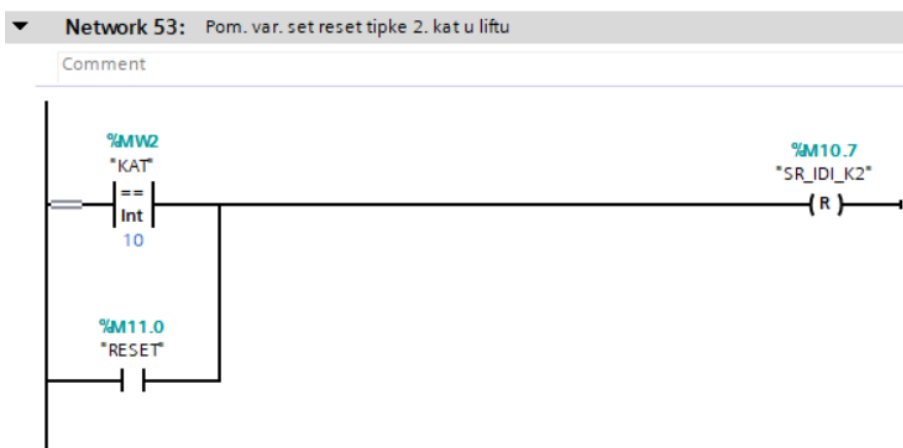 Network 53: Pom. var. set reset tipke 2. kat u liftu
Comment
%MW2
"KAT"
==
Int
10
%M10.7
"SR_IDI_K2"
R
%M11.0
"RESET"